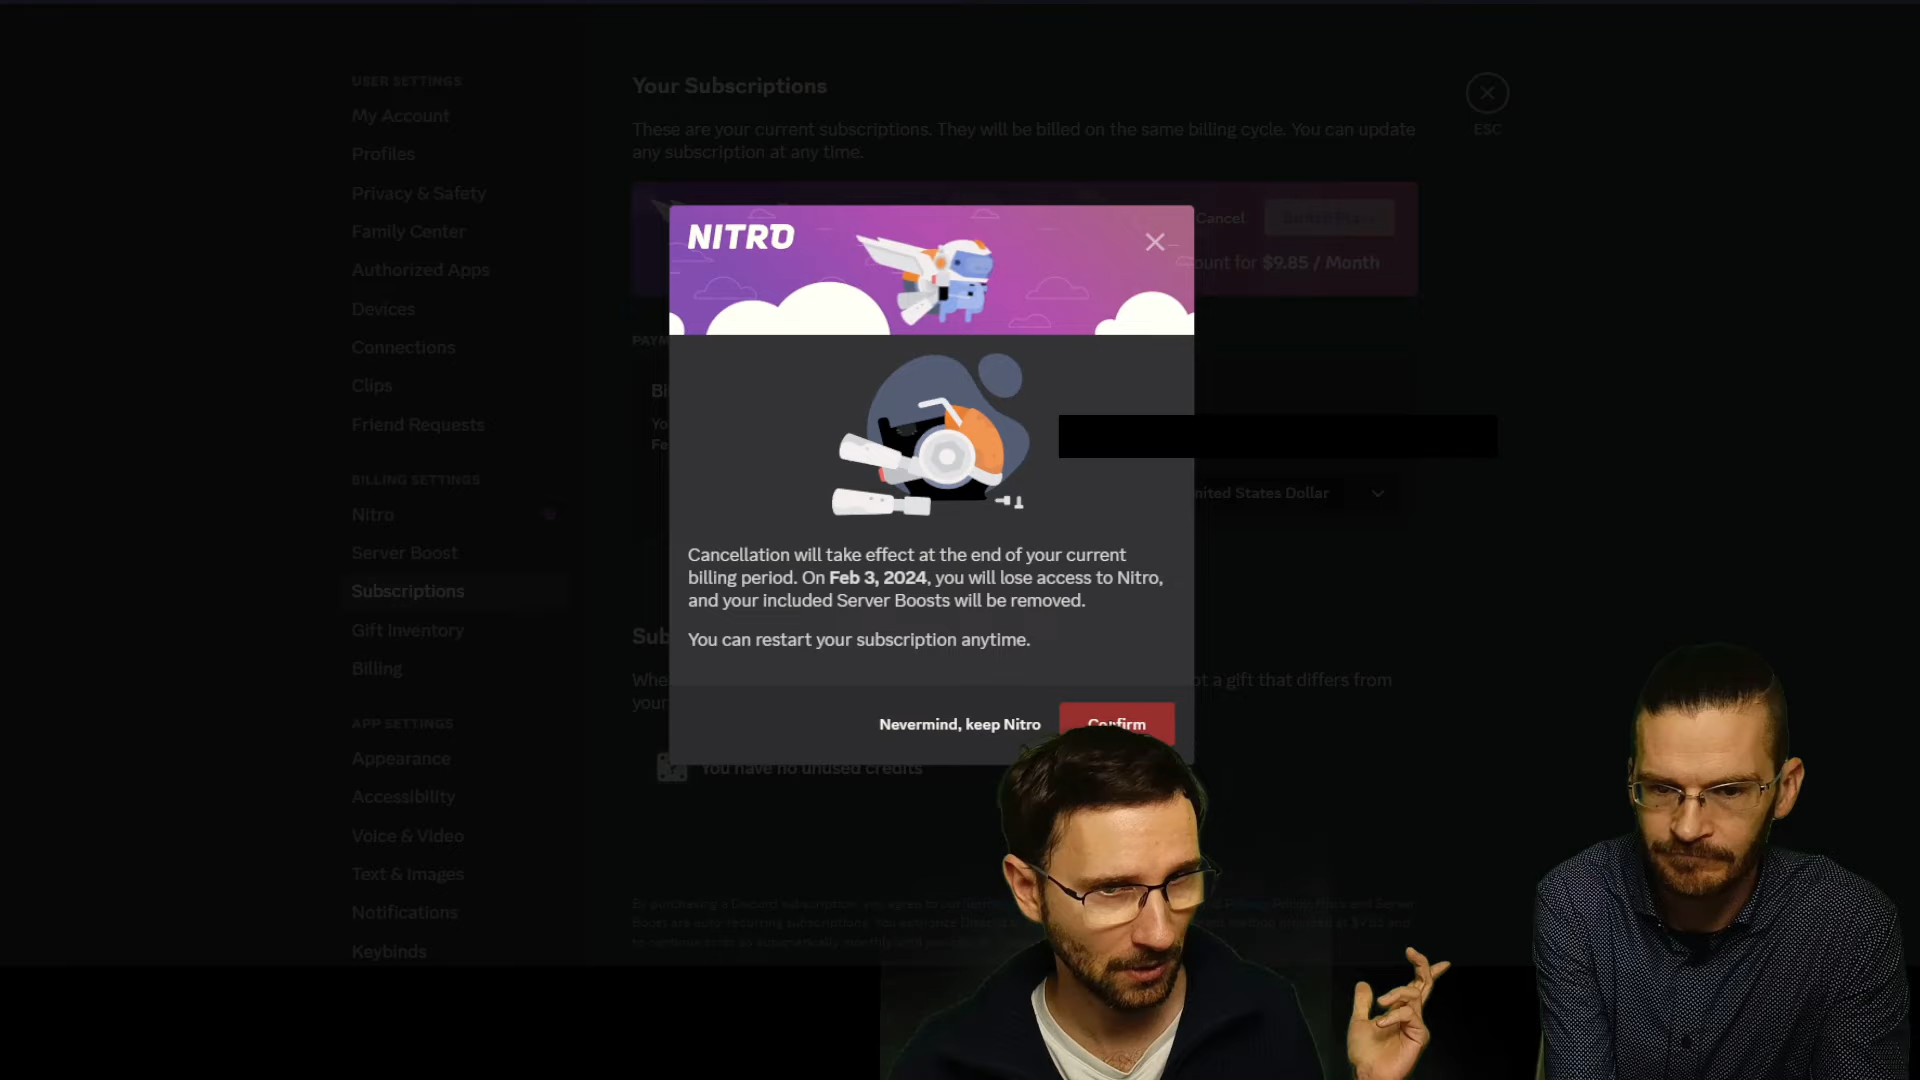 USER SETTINGS
My Account
Profiles
Privacy & Safety
Family Center
Authorized Apps
Devices
Connections
Clips
Friend Requests
BILLING SETTINGS
Nitro
Server Boost
Subscriptions
Gift Inventory
Billing
APP SETTINGS
Appearance
Accessibility
Voice & Video
Text & Images
Notifications
Keybinds
Your Subscriptions
These are your current subscriptions. They will be billed on the same billing cycle. You can update
any subscription at any time.
ESC
Cancel
for $9.85 / Month
NITRO
United States Dollar
Cancellation will take effect at the end of your current
billing period. On Feb 3, 2024, you will lose access to Nitro,
and your included Server Boosts will be removed.
You can restart your subscription anytime.
a gift that differs from
your
Nevermind, keep Nitro
Confirm
You have no unused credits